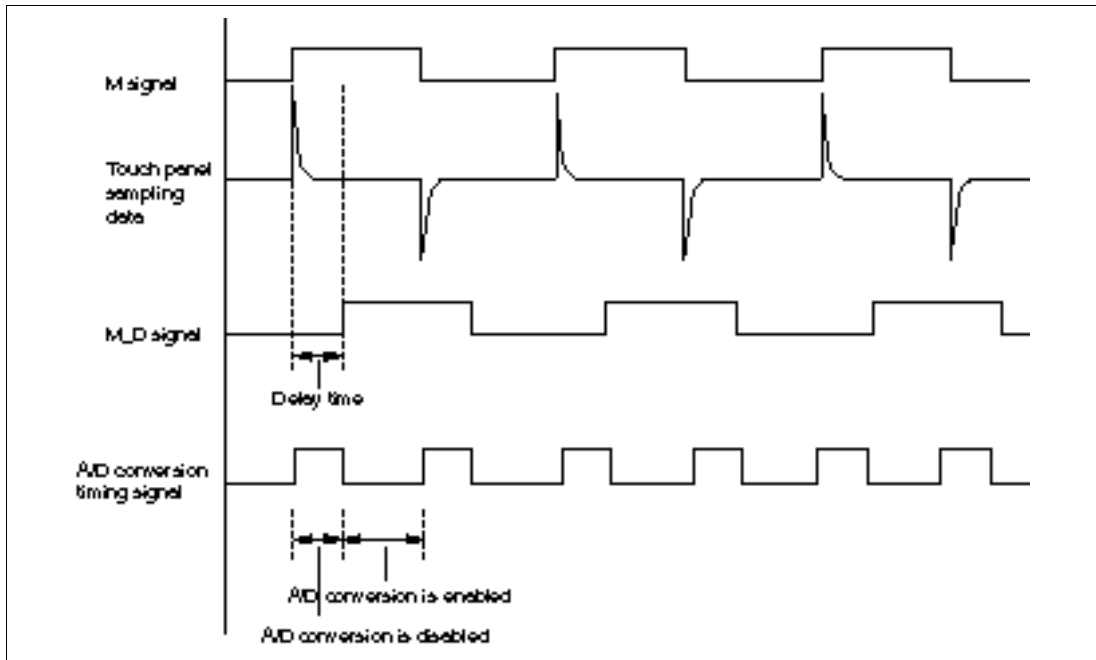 M signal
Touch panel
sampling
data
M_D signal
Delay time
A/D conversion
timing signal
A/D conversion is enabled
A/D conversion is disabled